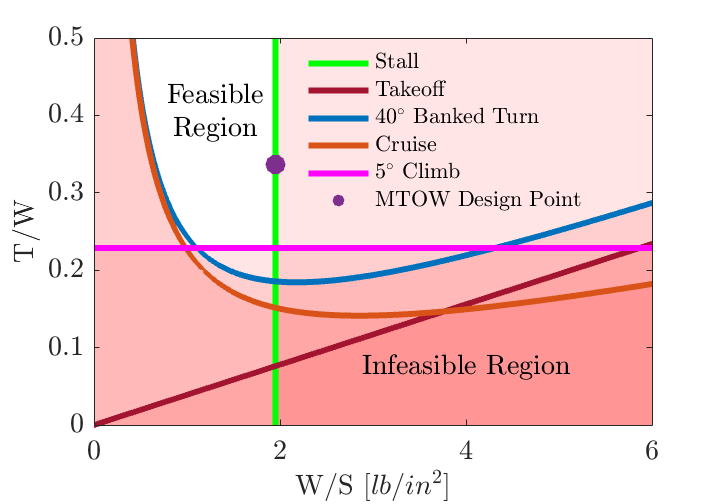 0.5
0.4
0.3
0.2
0.1
0
T/W
Feasible
Region
Stall
Takeoff
40° Banked Turn
Cruise
5° Climb
MTOW Design Point
Infeasible Region
0 2 4 6
W/S [lb/in²]